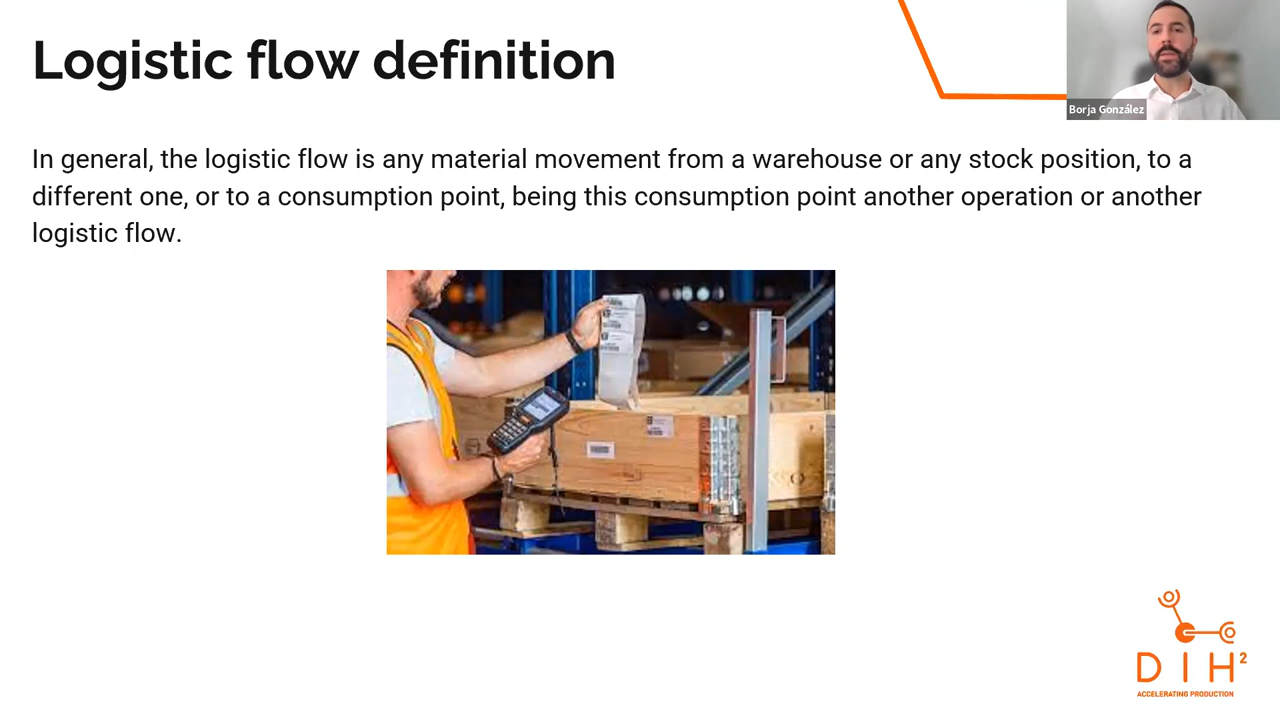 Logistic flow definition
Borja González
In general, the logistic flow is any material movement from a warehouse or any stock position, to a
different one, or to a consumption point, being this consumption point another operation or another
logistic flow.
DIH²
ACCELERATING PRODUCTION